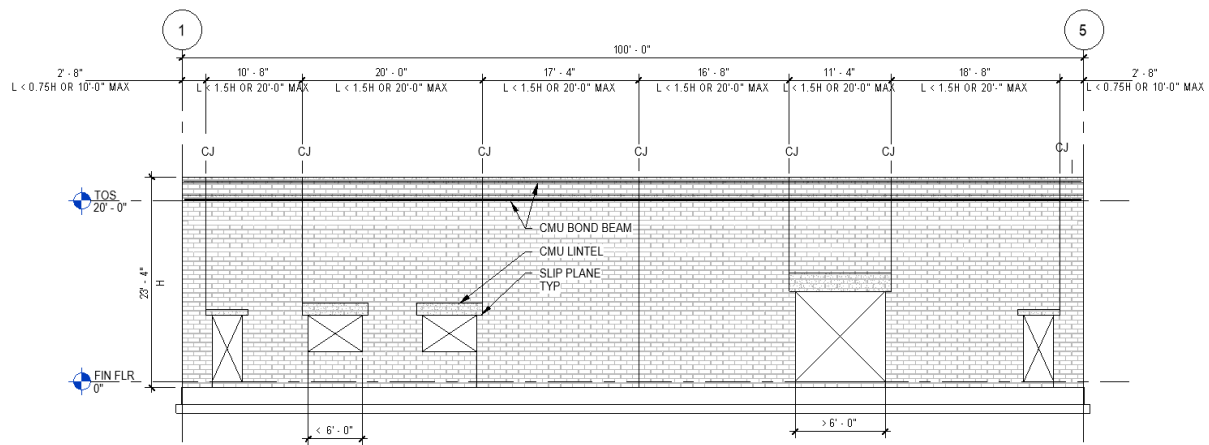 1
5
100' - 0"
2' - 8"
10' - 8"
20' - 0"
17' - 4"
16' - 8"
11' - 4"
18' - 8"
2' - 8"
L < 0.75H OR 10'-0" MAX
L < 1.5H OR 20'-0" MAX
L < 1.5H OR 20'-0" MAX
L < 1.5H OR 20'-0" MAX
L < 1.5H OR 20'-0" MAX
L < 1.5H OR 20'-0" MAX
L < 1.5H OR 20'-" MAX
L < 0.75H OR 10'-0" MAX
CJ
CJ
CJ
CJ
CJ
CJ
CJ
TOS
20' - 0"
CMU BOND BEAM
CMU LINTEL
SLIP PLANE
TYP
23' - 4"
H
FIN FLR
0"
< 6' - 0"
> 6' - 0"